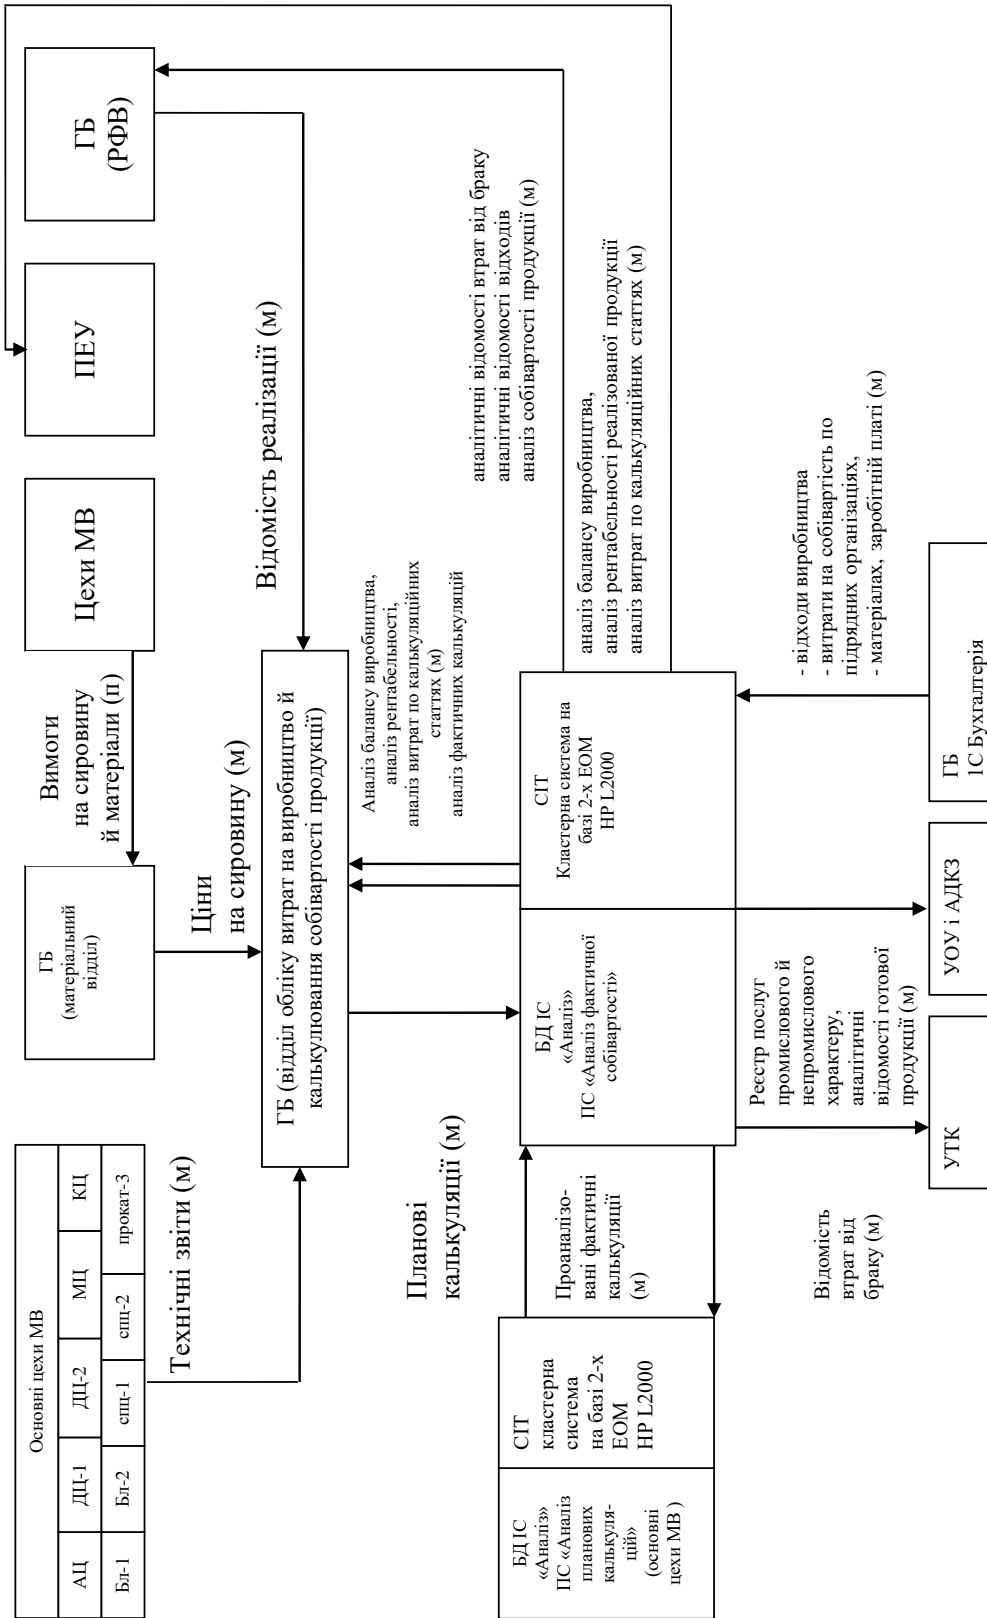 Основні цехи МВ
АЦ
ДЦ-1
ДЦ-2
МЦ
КЦ
Бл-1
Бл-2
спц-1
спц-2
прокат-3
ГБ
(матеріальний
відділ)
Вимоги
на сировину
й матеріали (п)
Цехи МВ
ПЕУ
ГБ
(РФВ)
Технічні звіти (м)
Ціни
на сировину (м)
Відомість реалізації (м)
ГБ (відділ обліку витрат на виробництво й
калькулювання собівартості продукції)
Планові
калькуляції (м)
Аналіз балансу виробництва,
аналіз рентабельності,
аналіз витрат по калькуляційних
статтях (м)
аналіз фактичних калькуляцій
аналітичні відомості втрат від браку
аналітичні відомості відходів
аналіз собівартості продукції (м)
БД ІС
«Аналіз»
ПС «Аналіз
планових
калькуля-
цій»
(основні
цехи МВ )
СІТ
кластерна
система
на базі 2-х
ЕОМ
HP L2000
Проаналізо-
вані фактичні
калькуляції
(м)
БД ІС
«Аналіз»
ПС «Аналіз фактичної
собівартості»
СІТ
Кластерна система на
базі 2-х ЕОМ
HP L2000
аналіз балансу виробництва,
аналіз рентабельності реалізованої продукції
аналіз витрат по калькуляційних статтях (м)
Відомість
втрат від
браку (м)
Реєстр послуг
промислового й
непромислового
характеру,
аналітичні
відомості готової
продукції (м)
- відходи виробництва
- витрати на собівартість по
підрядних організаціях,
- матеріалах, заробітній платі (м)
УТК
УОУ і АДКЗ
ГБ
1С Бухгалтерія